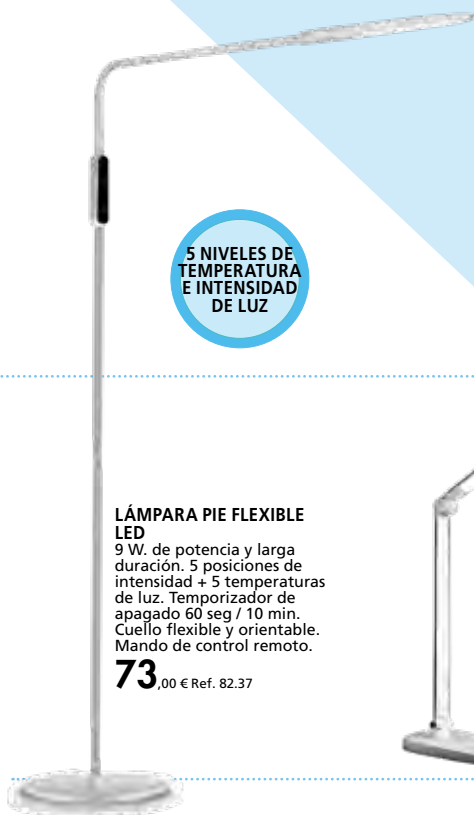 5 NIVELES DE
TEMPERATURA
E INTENSIDAD
DE LUZ
LÁMPARA PIE FLEXIBLE
LED
9 W. de potencia y larga
duración. 5 posiciones de
intensidad + 5 temperaturas
de luz. Temporizador de
apagado 60 seg / 10 min.
Cuello flexible y orientable.
Mando de control remoto.
73,00 € Ref. 82.37